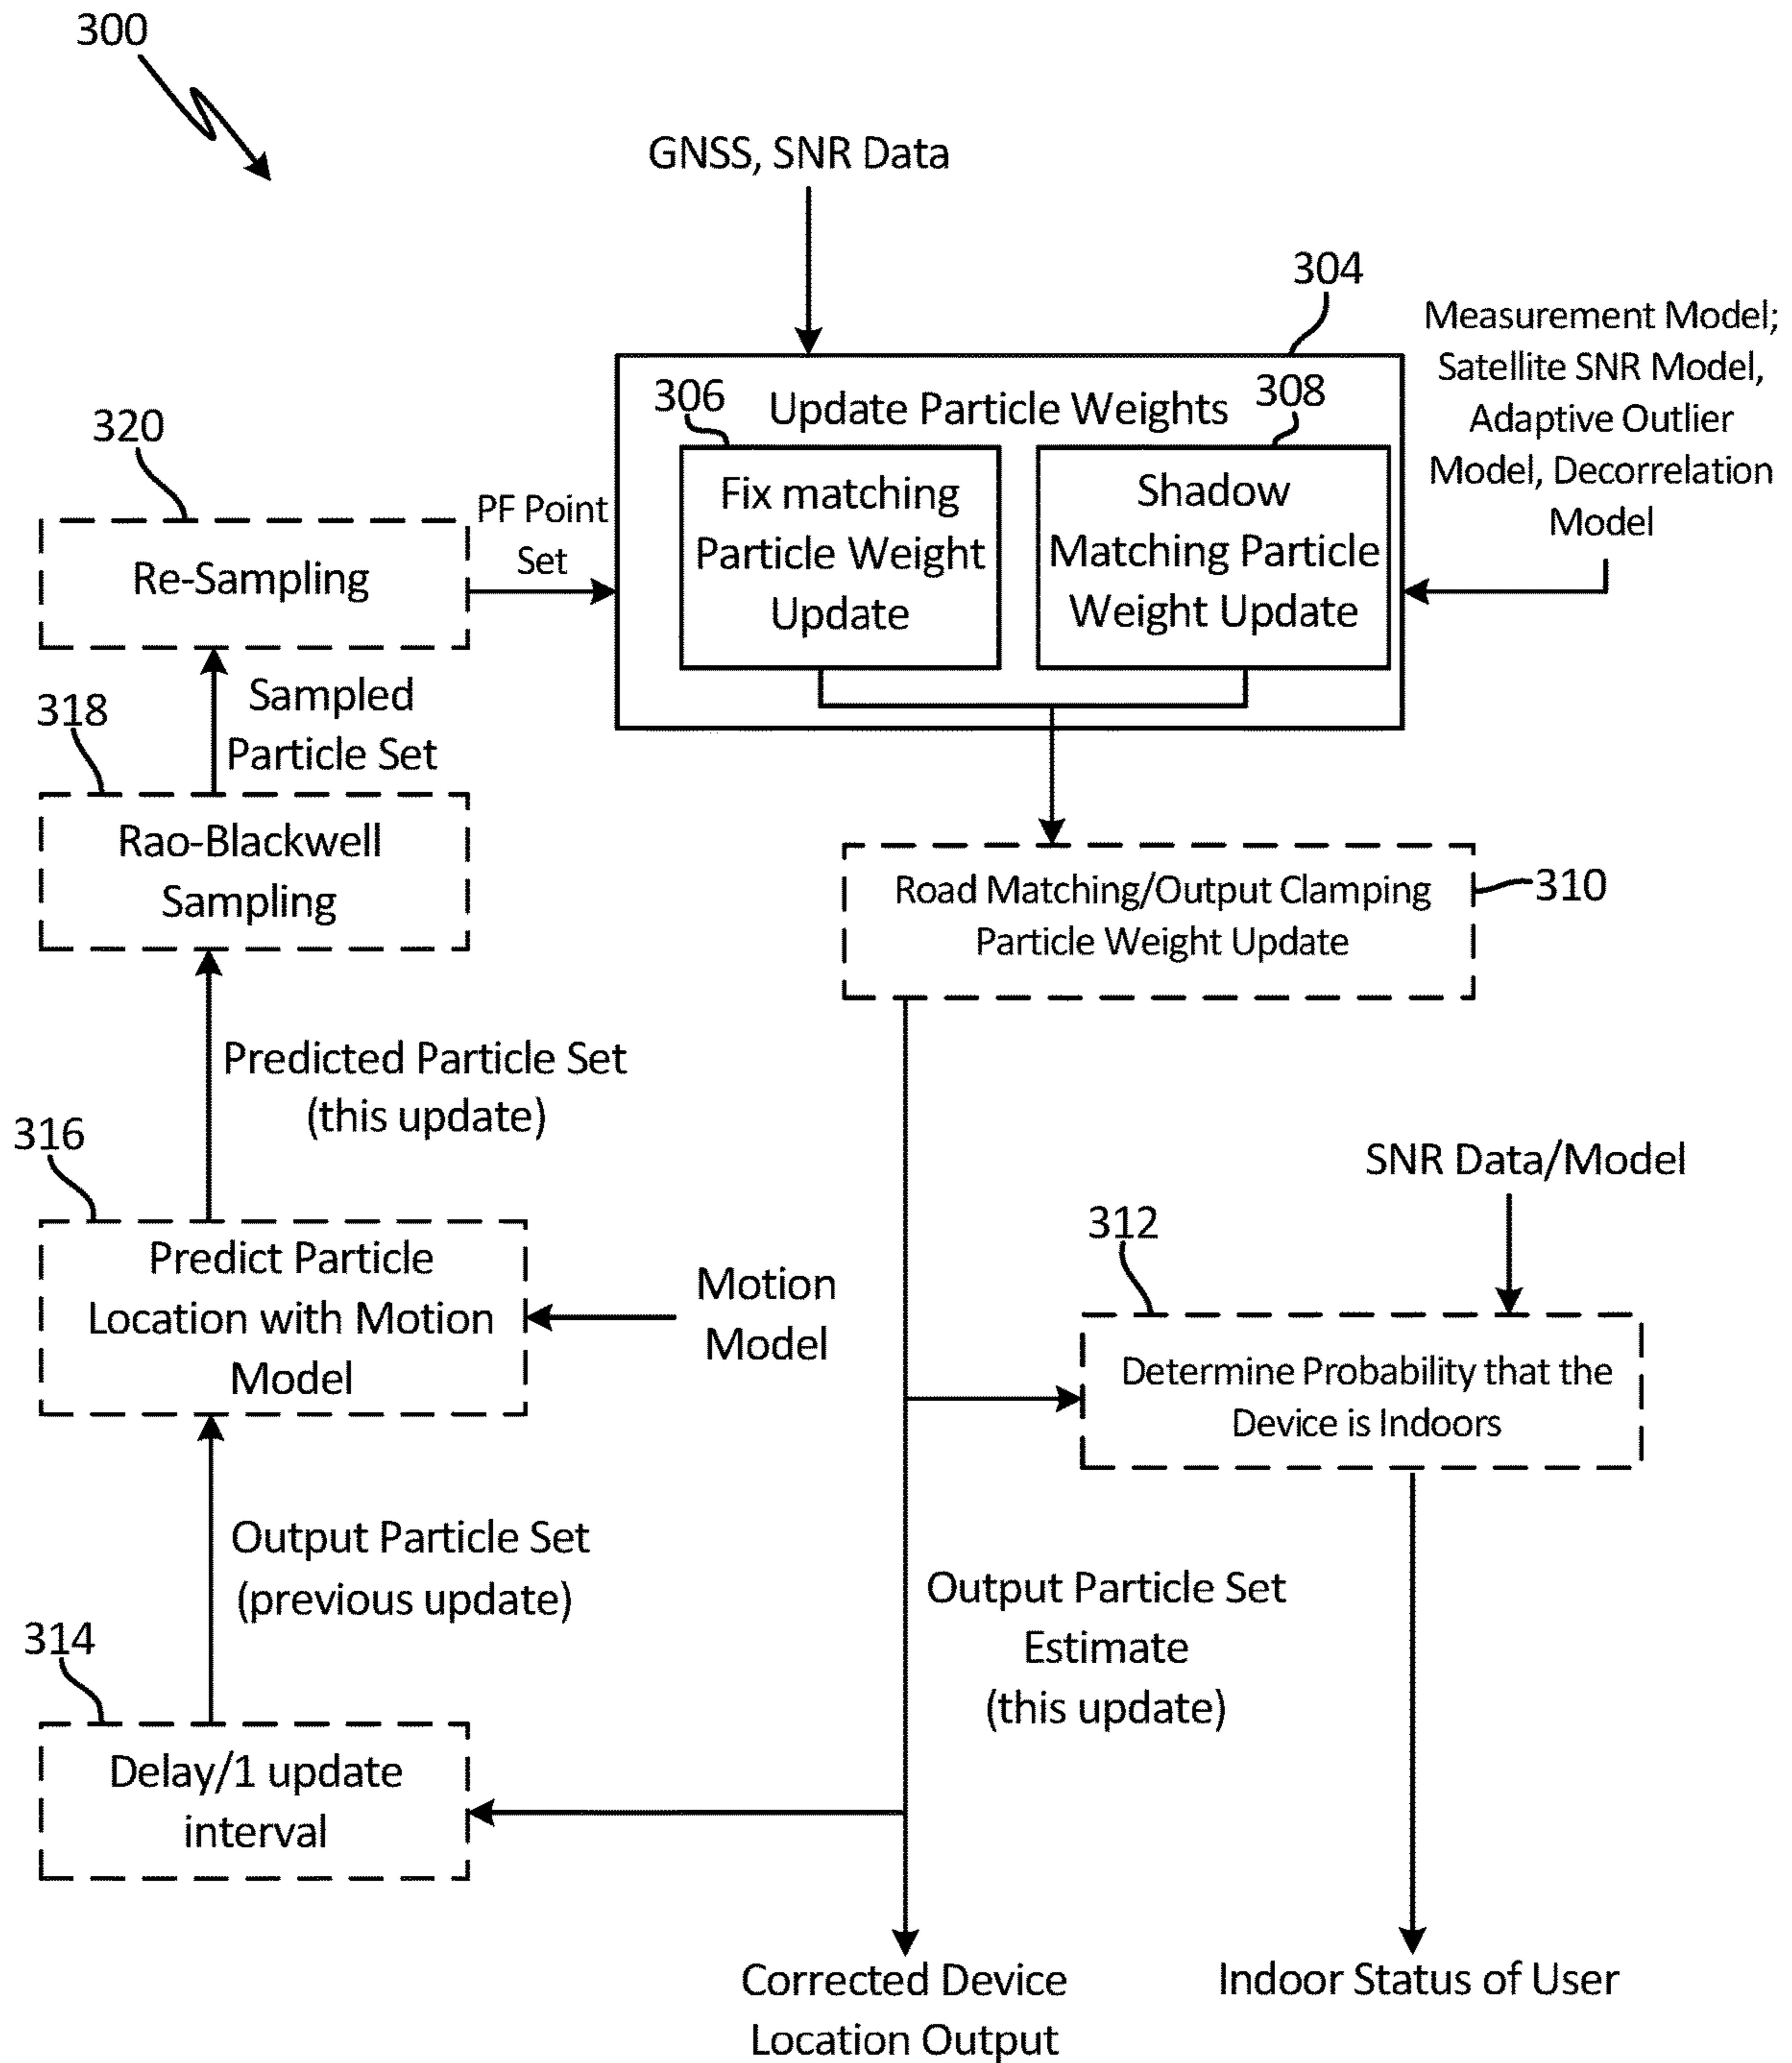 300
GNSS, SNR Data
304
Measurement Model;
Satellite SNR Model,
Adaptive Outlier
Model, Decorrelation
Model
306
Update Particle Weights
308
Fix matching
Particle Weight
Update
Shadow
Matching Particle
Weight Update
320
Re-Sampling
PF Point
Set
318
Sampled
Particle Set
Rao-Blackwell
Sampling
Road Matching/Output Clamping
Particle Weight Update
310
Predicted Particle Set
(this update)
316
Predict Particle
Location with Motion
Model
Motion
Model
SNR Data/Model
312
Determine Probability that the
Device is Indoors
Output Particle Set
(previous update)
314
Delay/1 update
interval
Output Particle Set
Estimate
(this update)
Corrected Device
Location Output
Indoor Status of User